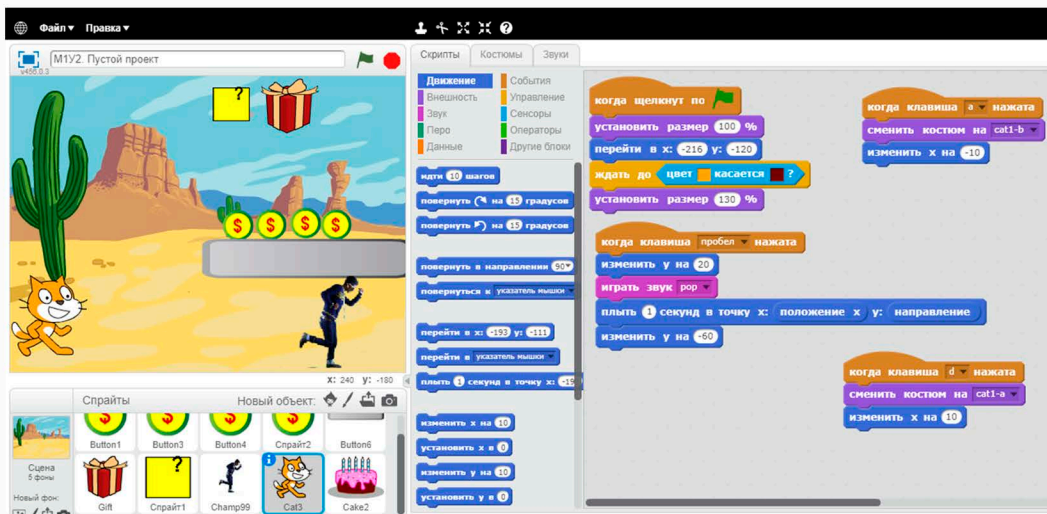 Файл▼ Правка▼
М1У2. Пустой проект
v456.0.3
?
$ $ $ $
X: 240 Y: -180
Спрайты Новый объект:
$ $ $ $
Button1 Button3 Button4 Спрайт2 Button6
Сцена
5 фоны
Новый фон:
?
Gift Спрайт1 Champ99 Cat3 Cake2
Скрипты Костюмы Звуки
Движение События
Внешность Управление
Звук Сенсоры
Перо Операторы
Данные Другие блоки
идти 10 шагов
повернуть на 15 градусов
повернуть на 15 градусов
повернуть в направлении 90▼
повернуться к указатель мышки
перейти в x: -193 y: -111
перейти в указатель мышки
плыть 1 секунд в точку x: -19
изменить x на 10
установить x в 0
изменить y на 10
установить y в 0
когда щелкнут по
установить размер 100 %
перейти в x: -216 y: -120
ждать до цвет касается ?
установить размер 130 %
когда клавиша пробел нажата
изменить y на 20
играть звук pop
плыть 1 секунд в точку x: положение x y: направление
изменить y на -60
когда клавиша a нажата
сменить костюм на cat1-b
изменить x на -10
когда клавиша d нажата
сменить костюм на cat1-a
изменить x на 10